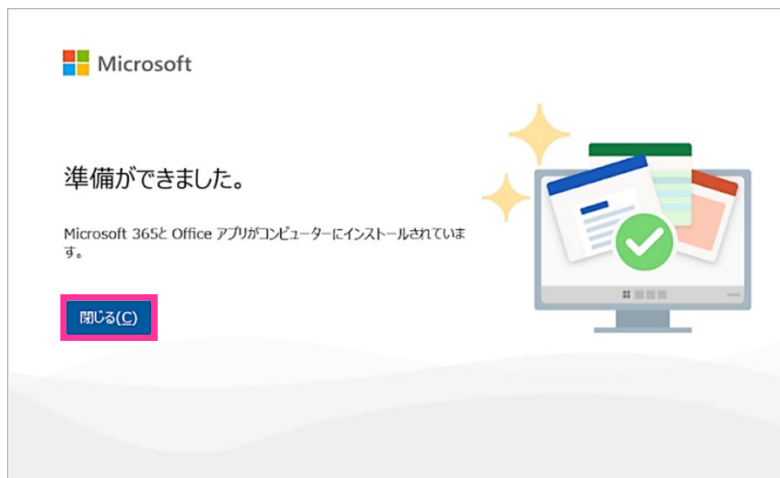 Microsoft
準備ができました。
Microsoft 365と Office アプリがコンピューターにインストールされていま
す。
閉じる(C)